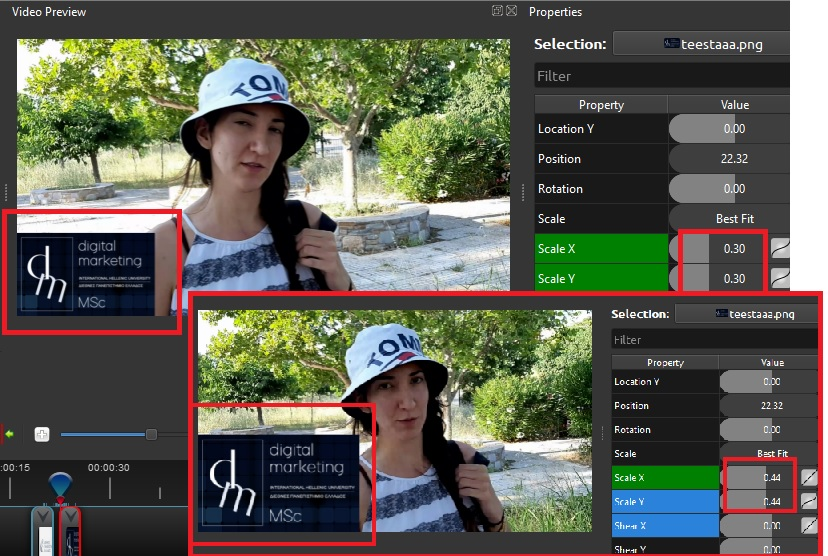 Video Preview
Properties
Selection: teestaaa.png
Filter
Property Value
Location Y 0.00
Position 22.32
Rotation 0.00
Scale Best Fit
Scale X 0.30
Scale Y 0.30
TOM
dm
digital
marketing
INTERNATIONAL HELLENIC UNIVERSITY
ΔΙΕΘΝΕΣ ΠΑΝΕΠΙΣΤΗΜΙΟ ΕΛΛΑΔΟΣ
MSc
:00:15 00:00:30
Selection: teestaaa.png
Filter
Property Value
Location Y 0.00
Position 22.32
Rotation 0.00
Scale Best Fit
Scale X 0.44
Scale Y 0.44
Shear X 0.00
Shear Y 0.00
TOM
dm
digital
marketing
INTERNATIONAL HELLENIC UNIVERSITY
ΔΙΕΘΝΕΣ ΠΑΝΕΠΙΣΤΗΜΙΟ ΕΛΛΑΔΟΣ
MSc